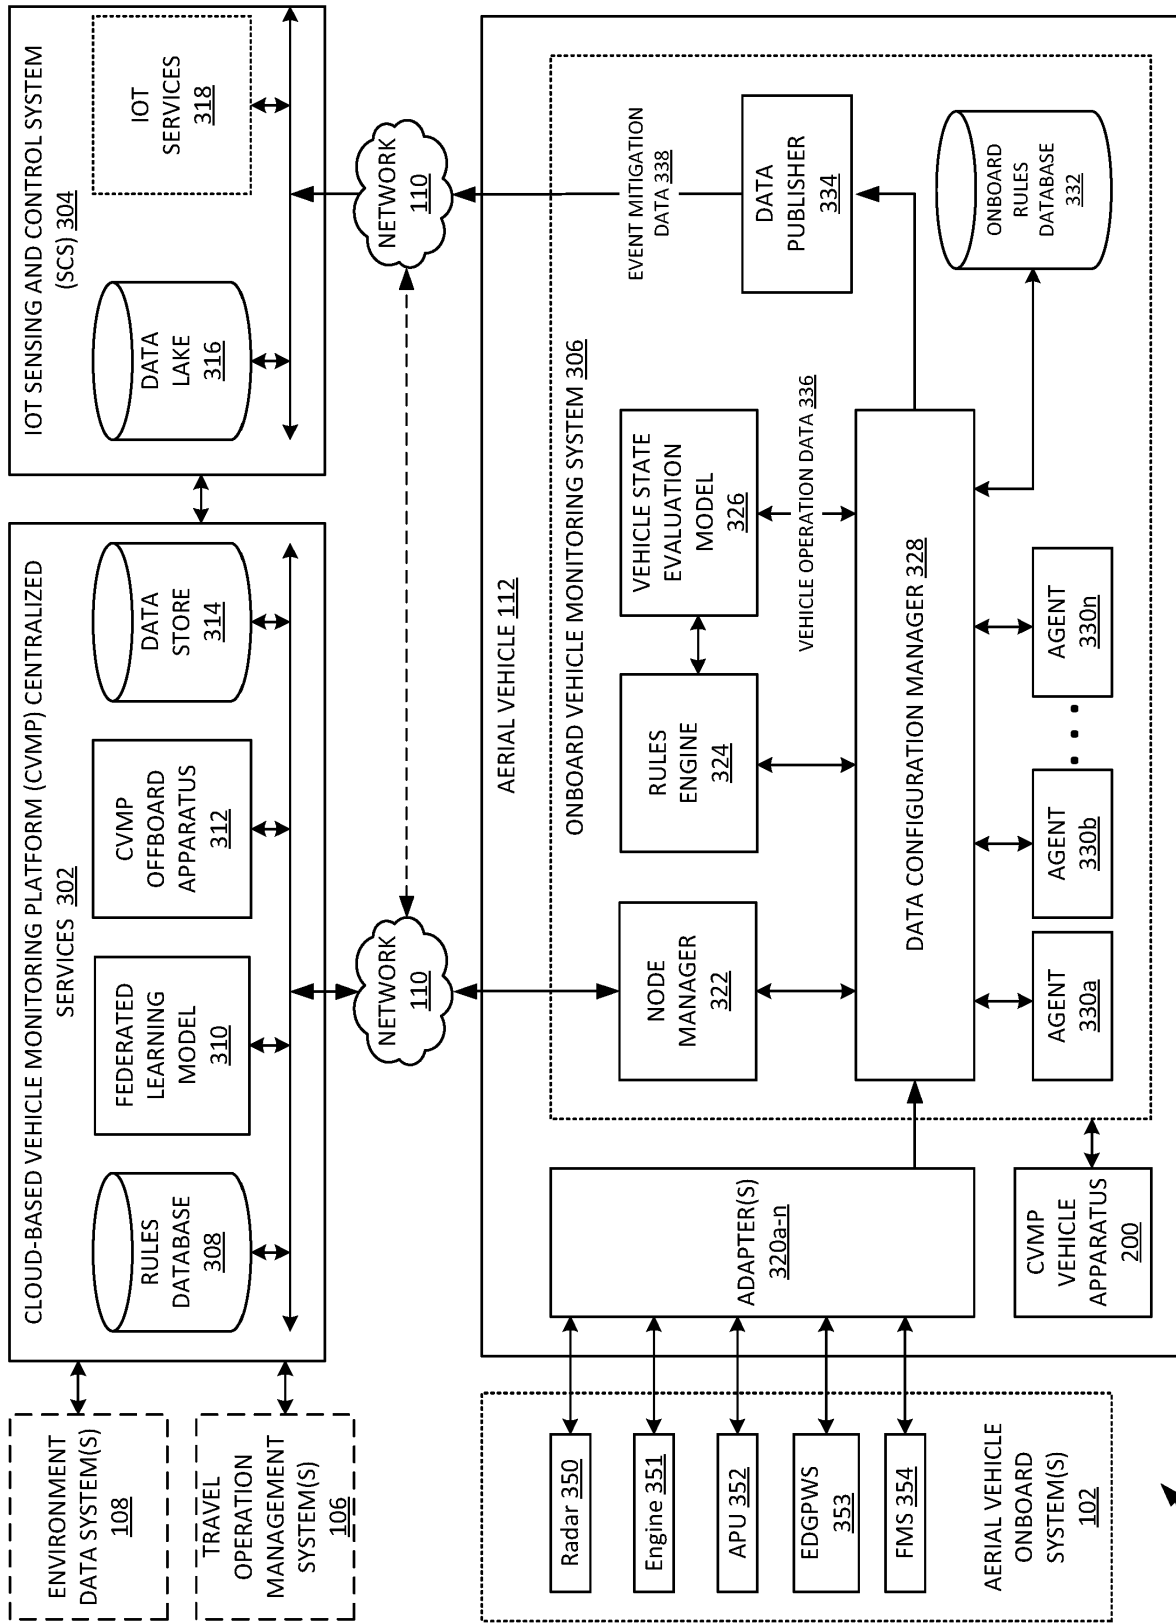 ENVIRONMENT
DATA SYSTEM(S)
108
TRAVEL
OPERATION
MANAGEMENT
SYSTEM(S)
106
CLOUD-BASED VEHICLE MONITORING PLATFORM (CVMP) CENTRALIZED
SERVICES 302
RULES
DATABASE
308
FEDERATED
LEARNING
MODEL
310
CVMP
OFFBOARD
APPARATUS
312
DATA
STORE
314
IOT SENSING AND CONTROL SYSTEM
(SCS) 304
DATA
LAKE
316
IOT
SERVICES
318
NETWORK
110
NETWORK
110
AERIAL VEHICLE 112
ONBOARD VEHICLE MONITORING SYSTEM 306
NODE
MANAGER
322
RULES
ENGINE
324
VEHICLE STATE
EVALUATION
MODEL
326
EVENT MITIGATION
DATA 338
DATA
PUBLISHER
334
VEHICLE OPERATION DATA 336
DATA CONFIGURATION MANAGER 328
ONBOARD
RULES
DATABASE
332
AGENT
330a
AGENT
330b
AGENT
330n
ADAPTER(S)
320a-n
CVMP
VEHICLE
APPARATUS
200
Radar 350
Engine 351
APU 352
EDGPWS
353
FMS 354
AERIAL VEHICLE
ONBOARD
SYSTEM(S)
102